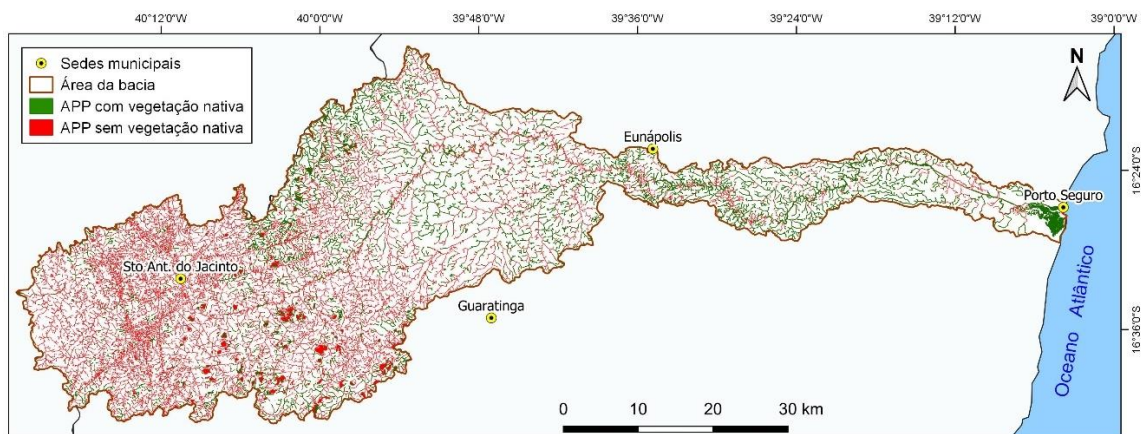 40°12'0"W
40°0'0"W
39°48'0"W
39°36'0"W
39°24'0"W
39°12'0"W
39°0'0"W
Sedes municipais
Área da bacia
APP com vegetação nativa
APP sem vegetação nativa
N
Eunápolis
16°24'0"S
Porto Seguro
Sto Ant. do Jacinto
Guaratinga
16°36'0"S
Oceano Atlântico
0 10 20 30 km